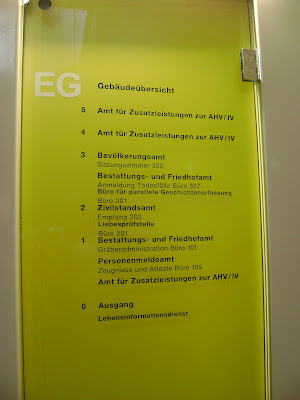 EG Gebäudeübersicht
5 Amt für Zusatzleistungen zur AHV/IV
4 Amt für Zusatzleistungen zur AHV/IV
3 Bevölkerungsamt
Sitzungszimmer 322
Bestattungs- und Friedhofamt
Anmeldung Todesfälle Büro 307
Büro für parallele Geschichtenerfassung
Büro 301
2 Zivilstandsamt
Empfang 203
Liebesprüfstelle
Büro 201
1 Bestattungs- und Friedhofamt
Gräberadministration Büro 101
Personenmeldeamt
Zeugnisse und Atteste Büro 109
Amt für Zusatzleistungen zur AHV/IV
0 Ausgang
Lebensinformationsdienst